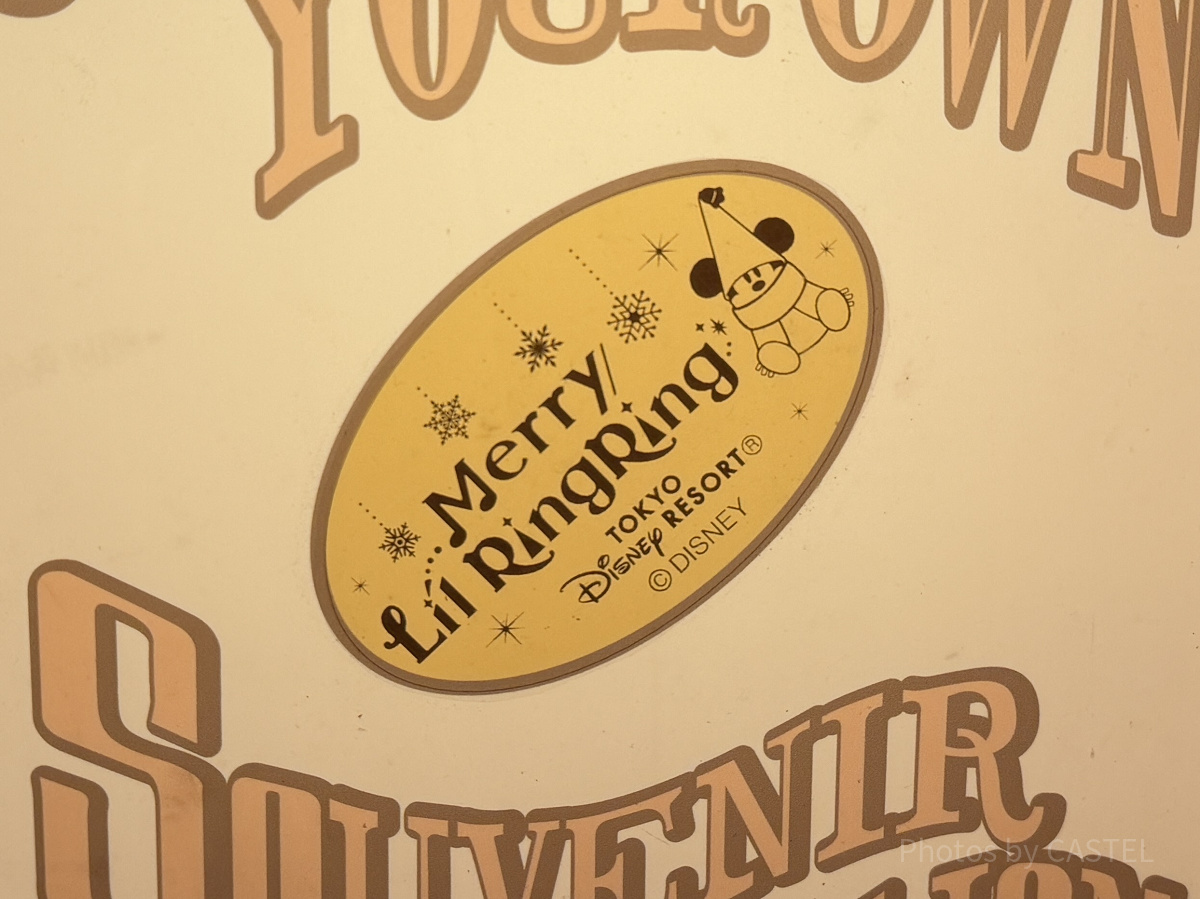 YOUR OWN
Merry
Li'l RingRing
TOKYO
Disney RESORT®
©DISNEY
SOUVENIR
Photos by CASTEL